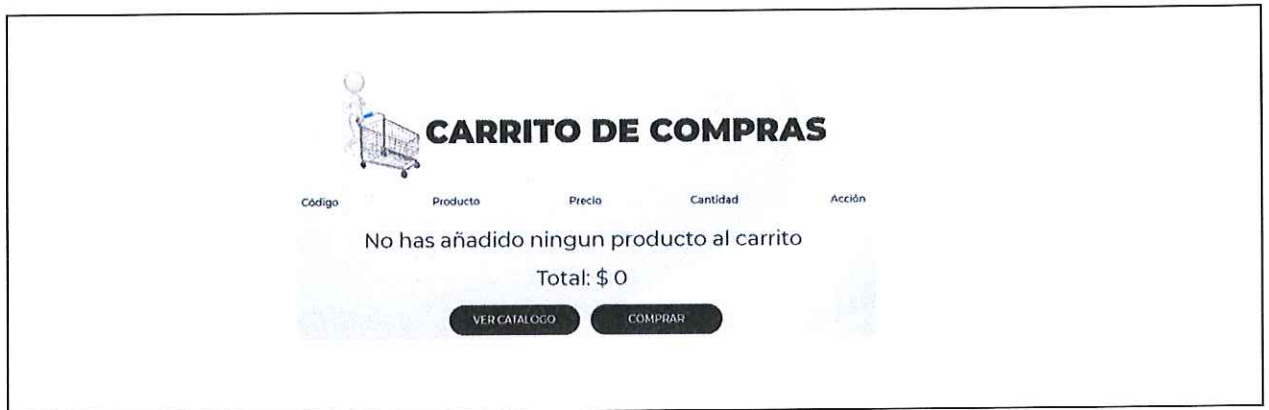 CARRITO DE COMPRAS
Código Producto Precio Cantidad Acción
No has añadido ningun producto al carrito
Total: $ 0
VER CATALOGO COMPRAR